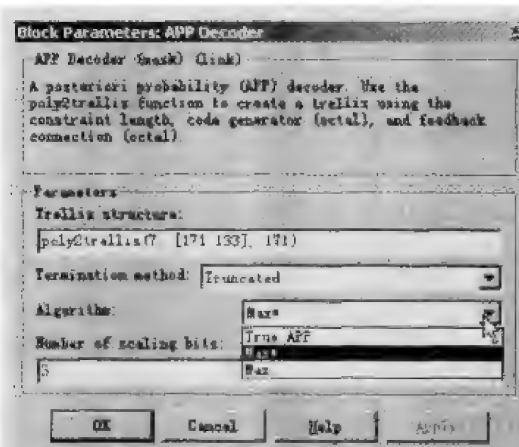 Block Parameters: APP Decoder
APP Decoder (mask) (link)
A posteriori probability (APP) decoder. Use the
poly2trellis function to create a trellis using the
constraint length, code generator (octal), and feedback
connection (octal).
Parameters
Trellis structure:
poly2trellis(7, [171 133], 171)
Termination method: Truncated
Algorithm: Max*
True APP
Max*
Number of scaling bits:
Max
3
OK Cancel Help Apply